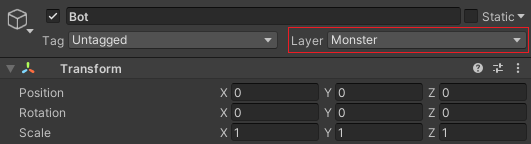 Bot Static
Tag Untagged Layer Monster
Transform
Position X 0 Y 0 Z 0
Rotation X 0 Y 0 Z 0
Scale X 1 Y 1 Z 1